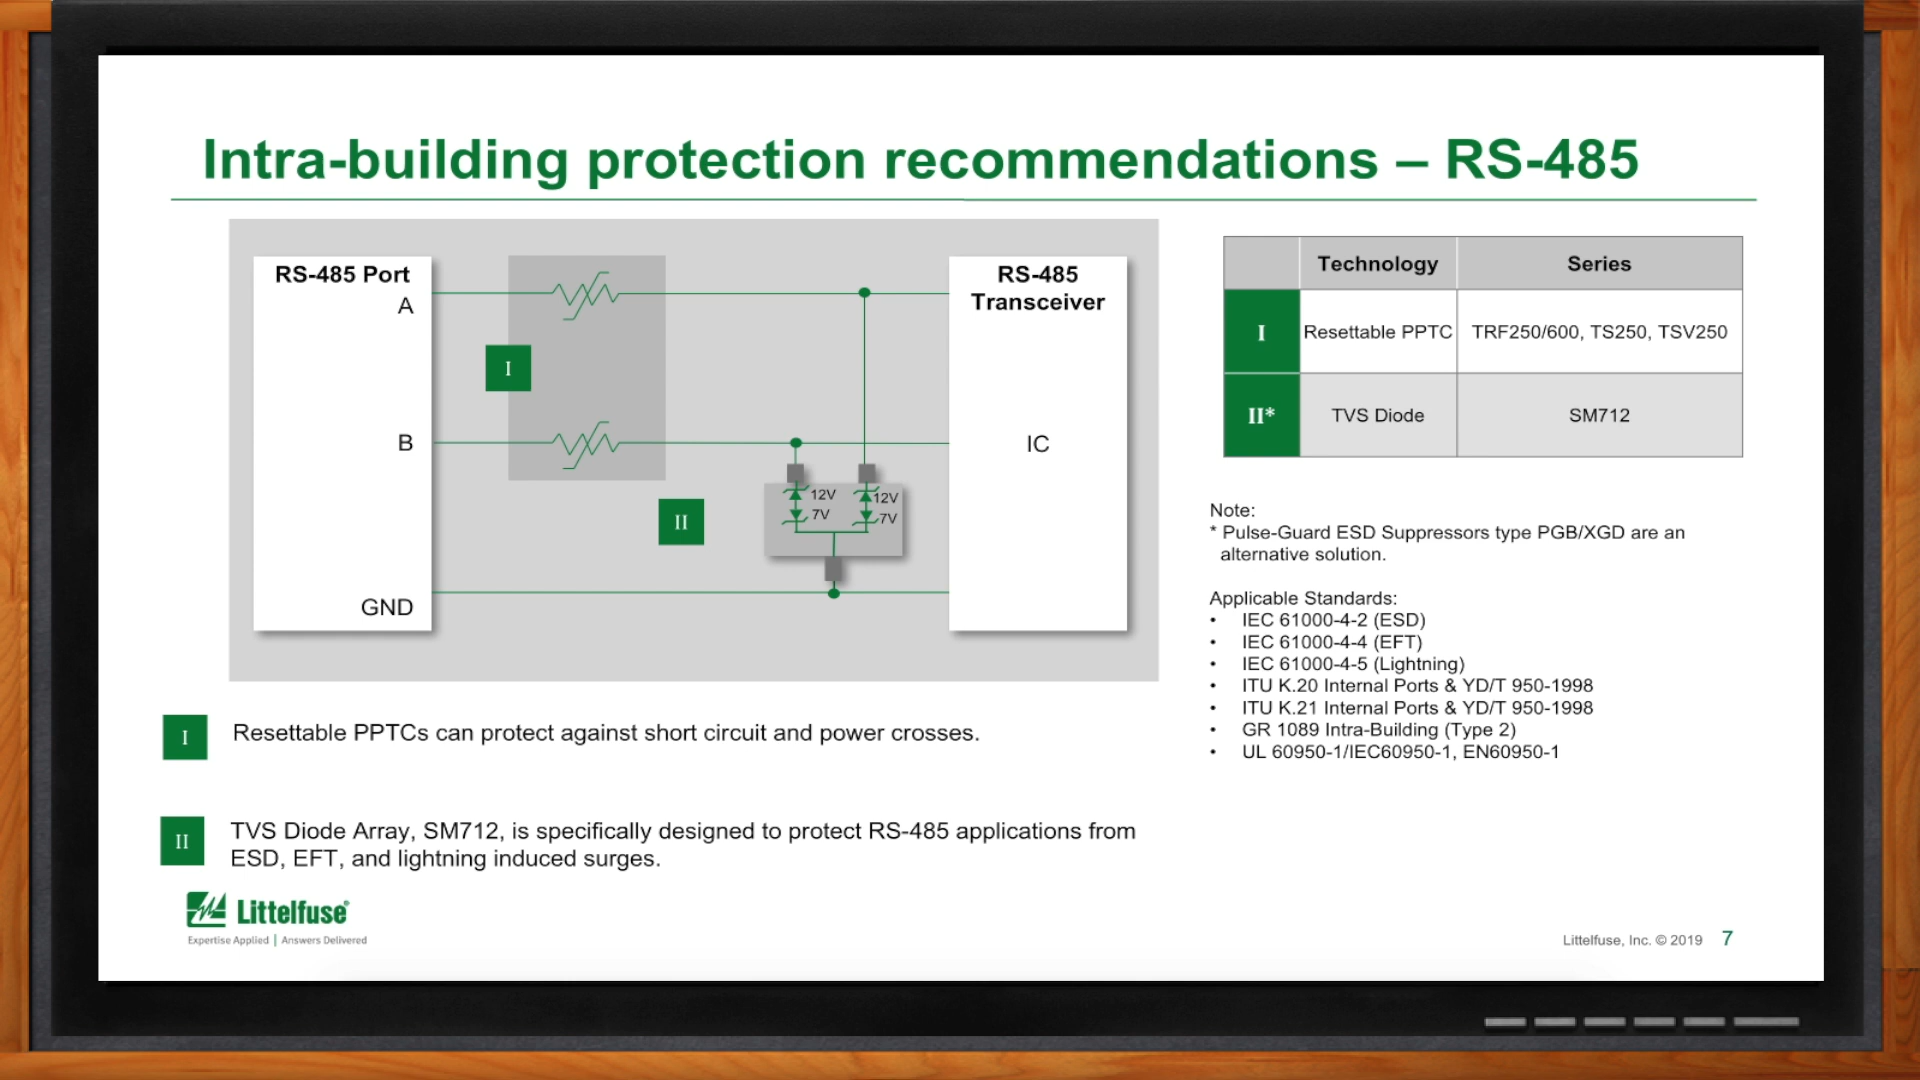 Intra-building protection recommendations – RS-485
RS-485 Port
A
B
GND
I
II
12V
7V
12V
7V
RS-485
Transceiver
IC
Technology Series
I Resettable PPTC TRF250/600, TS250, TSV250
II* TVS Diode SM712
Note:
* Pulse-Guard ESD Suppressors type PGB/XGD are an
alternative solution.
Applicable Standards:
• IEC 61000-4-2 (ESD)
• IEC 61000-4-4 (EFT)
• IEC 61000-4-5 (Lightning)
• ITU K.20 Internal Ports & YD/T 950-1998
• ITU K.21 Internal Ports & YD/T 950-1998
• GR 1089 Intra-Building (Type 2)
• UL 60950-1/IEC60950-1, EN60950-1
I Resettable PPTCs can protect against short circuit and power crosses.
II TVS Diode Array, SM712, is specifically designed to protect RS-485 applications from
ESD, EFT, and lightning induced surges.
Littelfuse®
Expertise Applied | Answers Delivered
Littelfuse, Inc. © 2019 7